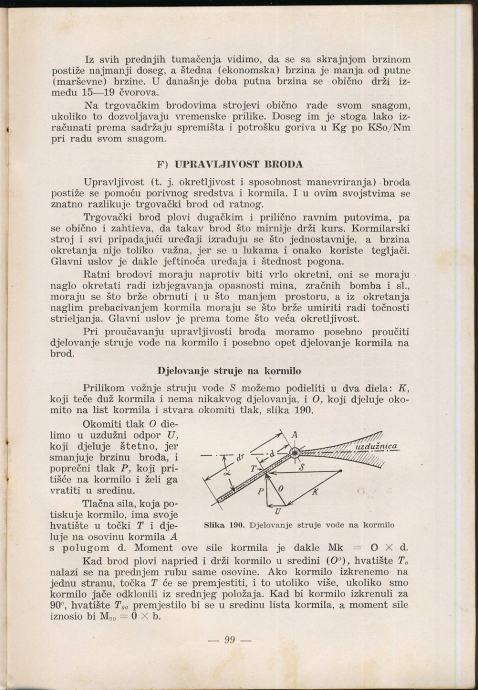 Iz svih prednjih tumačenja vidimo, da se sa skrajnjom brzinom
postiže najmanji doseg, a štedna (ekonomska) brzina je manja od putne
(marševne) brzine. U današnje doba putna brzina se obično drži iz-
među 15—19 čvorova.
Na trgovačkim brodovima strojevi obično rade svom snagom,
ukoliko to dozvoljavaju vremenske prilike. Doseg im je stoga lako iz-
računati prema sadržaju spremišta i potrošku goriva u Kg po KSo/Nm
pri radu svom snagom.
F) UPRAVLJIVOST BRODA
Upravljivost (t. j. okretljivost i sposobnost manevriranja) broda
postiže se pomoću porivnog sredstva i kormila. I u ovim svojstvima se
znatno razlikuje trgovački brod od ratnog.
Trgovački brod plovi dugačkim i prilično ravnim putovima, pa
se obično i zahtieva, da takav brod što mirnije drži kurs. Kormilarski
stroj i svi pripadajući uređaji izrađuju se što jednostavnije, a brzina
okretanja nije toliko važna, jer se u lukama i onako koriste tegljači.
Glavni uslov je dakle jeftinoća uređaja i štednost pogona.
Ratni brodovi moraju naprotiv biti vrlo okretni, oni se moraju
naglo okretati radi izbjegavanja opasnosti mina, zračnih bomba i sl.,
moraju se što brže obrnuti i u što manjem prostoru, a iz okretanja
naglim prebacivanjem kormila moraju se što brže umiriti radi točnosti
strieljanja. Glavni uslov je prema tome što veća okretljivost.
Pri proučavanju upravljivosti broda moramo posebno proučiti
djelovanje struje vode na kormilo i posebno opet djelovanje kormila na
brod.
Djelovanje struje na kormilo
Prilikom vožnje struju vode S možemo podieliti u dva diela: K,
koji teče duž kormila i nema nikakvog djelovanja, i O, koji djeluje oko-
mito na list kormila i stvara okomiti tlak, slika 190.
Okomiti tlak O die-
limo u uzdužni odpor U,
koji djeluje štetno, jer
smanjuje brzinu broda, i
poprečni tlak P, koji pri-
tišće na kormilo i želi ga
vratiti u sredinu.
Tlačna sila, koja po-
tiskuje kormilo, ima svoje
hvatište u točki T i dje-
luje na osovinu kormila A
s polugom d. Moment ove sile kormila je dakle Mk = O × d.
A
uzdužnica
dr
d
α
T
S
P
O
K
U
Slika 190. Djelovanje struje vode na kormilo
Kad brod plovi napried i drži kormilo u sredini (O°), hvatište T₀
nalazi se na prednjem rubu same osovine. Ako kormilo izkrenemo na
jednu stranu, točka T će se premjestiti, i to utoliko više, ukoliko smo
kormilo jače odklonili iz srednjeg položaja. Kad bi kormilo izkrenuli za
90°, hvatište T₉₀ premjestilo bi se u sredinu lista kormila, a moment sile
iznosio bi M₉₀ = 0 × b.
— 99 —